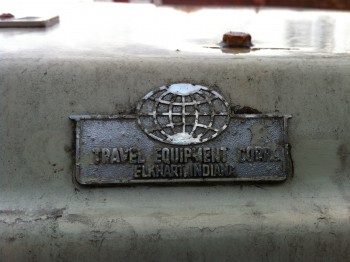 TRAVEL EQUIPMENT CORP.
ELKHART, INDIANA